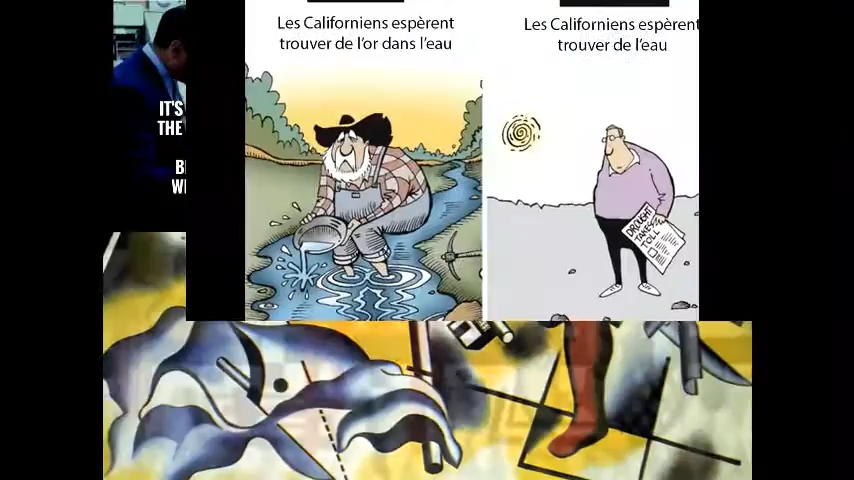 Les Californiens espèrent
trouver de l'or dans l'eau
Les Californiens espèrent
trouver de l'eau
IT'S
THE
DROUGHT
TAKES
TOLL